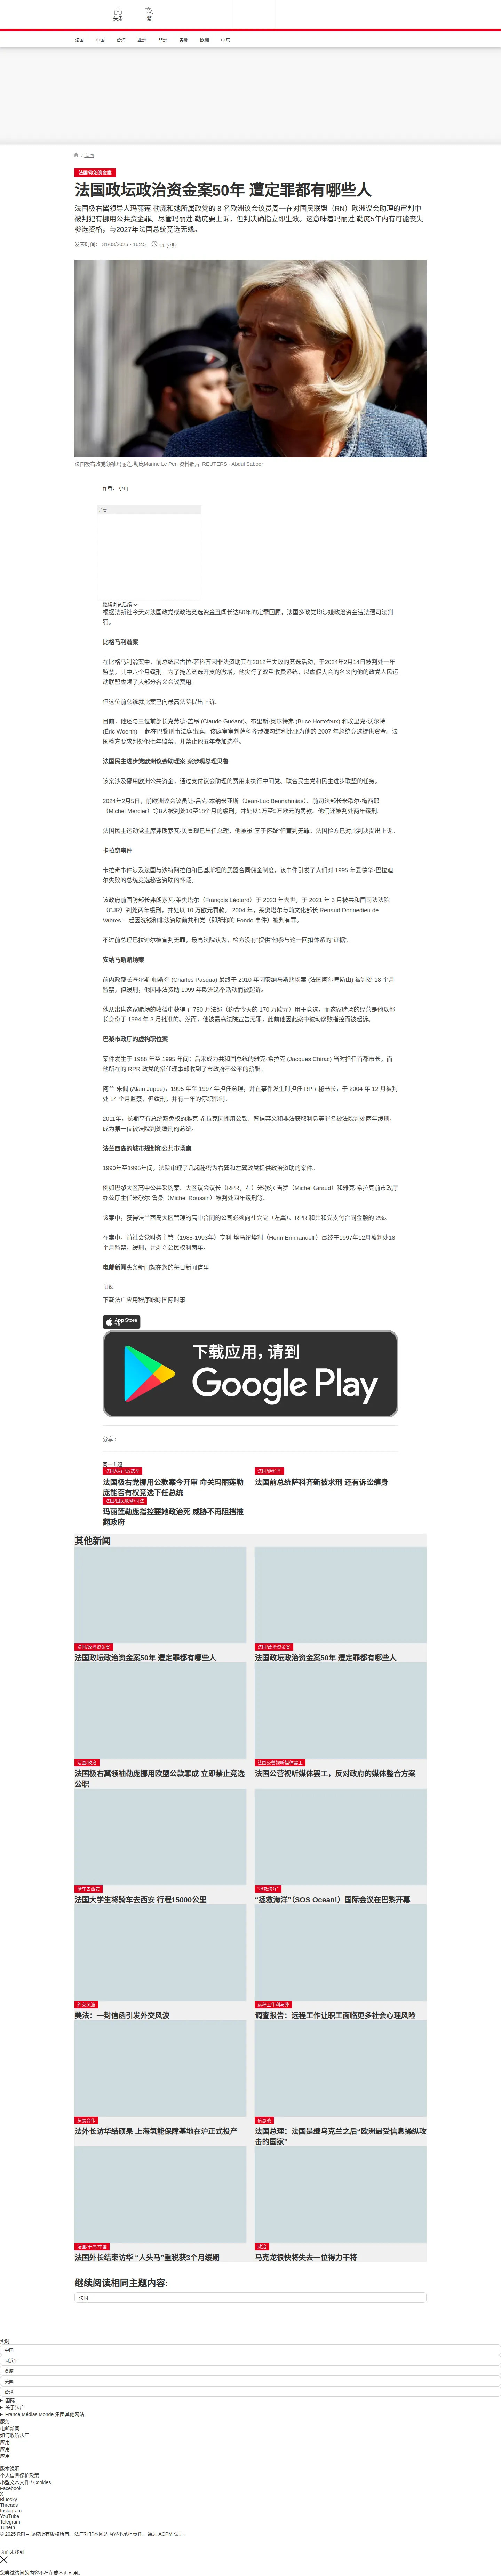 头条
繁
法国
中国
台海
亚洲
非洲
美洲
欧洲
中东
法国
法国/政治资金案
法国政坛政治资金案50年 遭定罪都有哪些人
法国极右翼领导人玛丽莲.勒庞和她所属政党的 8 名欧洲议会议员周一在对国民联盟（RN）欧洲议会助理的审判中
被判犯有挪用公共资金罪。尽管玛丽莲.勒庞要上诉，但判决确指立即生效。这意味着玛丽莲.勒庞5年内有可能丧失
参选资格，与2027年法国总统竞选无缘。
发表时间： 31/03/2025 - 16:45
11 分钟
法国极右政党领袖玛丽莲.勒庞Marine Le Pen 资料照片 REUTERS - Abdul Saboor
作者： 小山
广告
继续浏览后续
根据法新社今天对法国政党或政治竞选资金丑闻长达50年的定罪回顾，法国多政党均涉嫌政治资金违法遭司法判
罚。
比格马利翁案
在比格马利翁案中，前总统尼古拉·萨科齐因非法资助其在2012年失败的竞选活动，于2024年2月14日被判处一年
监禁，其中六个月缓刑。为了掩盖竞选开支的激增，他实行了双重收费系统，以虚假大会的名义向他的政党人民运
动联盟虚领了大部分名义会议费用。
但这位前总统就此案已向最高法院提出上诉。
目前，他还与三位前部长克劳德·盖昂 (Claude Guéant)、布里斯·奥尔特弗 (Brice Hortefeux) 和埃里克·沃尔特
(Éric Woerth) 一起在巴黎刑事法庭出庭。该庭审审判萨科齐涉嫌勾结利比亚为他的 2007 年总统竞选提供资金。法
国检方要求判处他七年监禁，并禁止他五年参加选举。
法国民主进步党欧洲议会助理案 案涉现总理贝鲁
该案涉及挪用欧洲公共资金，通过支付议会助理的费用来执行中间党、联合民主党和民主进步联盟的任务。
2024年2月5日，前欧洲议会议员让-吕克·本纳米亚斯（Jean-Luc Bennahmias）、前司法部长米歇尔·梅西耶
（Michel Mercier）等8人被判处10至18个月的缓刑，并处以1万至5万欧元的罚款。他们还被判处两年缓刑。
法国民主运动党主席弗朗索瓦·贝鲁现已出任总理，他被虽“基于怀疑”但宣判无罪。法国检方已对此判决提出上诉。
卡拉奇事件
卡拉奇事件涉及法国与沙特阿拉伯和巴基斯坦的武器合同佣金制度，该事件引发了人们对 1995 年爱德华·巴拉迪
尔失败的总统竞选秘密资助的怀疑。
该政府前国防部长弗朗索瓦·莱奥塔尔（François Léotard）于 2023 年去世，于 2021 年 3 月被共和国司法法院
（CJR）判处两年缓刑，并处以 10 万欧元罚款。 2004 年，莱奥塔尔与前文化部长 Renaud Donnedieu de
Vabres 一起因洗钱和非法资助前共和党（即所称的 Fondo 事件）被判有罪。
不过前总理巴拉迪尔被宣判无罪，最高法院认为，检方没有“提供”他参与这一回扣体系的“证据”。
安纳马斯赌场案
前内政部长查尔斯·帕斯夸 (Charles Pasqua) 最终于 2010 年因安纳马斯赌场案 (法国阿尔卑斯山) 被判处 18 个月
监禁，但缓刑，他因非法资助 1999 年欧洲选举活动而被起诉。
他从出售这家赌场的收益中获得了 750 万法郎（约合今天的 170 万欧元）用于竞选，而这家赌场的经营是他以部
长身份于 1994 年 3 月批准的。然而，他被最高法院宣告无罪，此前他因此案中被动腐败指控而被起诉。
巴黎市政厅的虚构职位案
案件发生于 1988 年至 1995 年间：后来成为共和国总统的雅克·希拉克 (Jacques Chirac) 当时担任首都市长，而
他所在的 RPR 政党的常任理事却收到了市政府不公平的薪酬。
阿兰·朱佩 (Alain Juppé)，1995 年至 1997 年担任总理，并在事件发生时担任 RPR 秘书长，于 2004 年 12 月被判
处 14 个月监禁，但缓刑，并有一年的停职限制。
2011年，长期享有总统豁免权的雅克·希拉克因挪用公款、背信弃义和非法获取利息等罪名被法院判处两年缓刑，
成为第一位被法院判处缓刑的总统。
法兰西岛的城市规划和公共市场案
1990年至1995年间，法院审理了几起秘密为右翼和左翼政党提供政治资助的案件。
例如巴黎大区高中公共采购案、大区议会议长（RPR，右）米歇尔·吉罗（Michel Giraud）和雅克·希拉克前市政厅
办公厅主任米歇尔·鲁桑（Michel Roussin）被判处四年缓刑等。
该案中，获得法兰西岛大区管理的高中合同的公司必须向社会党（左翼）、RPR 和共和党支付合同金额的 2%。
在案中，前社会党财务主管（1988-1993年）亨利·埃马纽埃利（Henri Emmanuelli）最终于1997年12月被判处18
个月监禁，缓刑，并剥夺公民权利两年。
电邮新闻头条新闻就在您的每日新闻信里
订阅
下载法广应用程序跟踪国际时事
App Store
下载
下载应用，请到
Google Play
分享 :
同一主题
法国/极右党/选举
法国极右党挪用公款案今开审 命关玛丽莲勒
庞能否有权竞选下任总统
法国/萨科齐
法国前总统萨科齐新被求刑 还有诉讼缠身
法国/国民联盟/司法
玛丽莲勒庞指控要她政治死 威胁不再阻挡推
翻政府
其他新闻
法国/政治资金案
法国政坛政治资金案50年 遭定罪都有哪些人
法国/政治资金案
法国政坛政治资金案50年 遭定罪都有哪些人
法国/政治
法国极右翼领袖勒庞挪用欧盟公款罪成 立即禁止竞选
公职
法国公营视听媒体罢工
法国公营视听媒体罢工，反对政府的媒体整合方案
骑车去西安
法国大学生将骑车去西安 行程15000公里
“拯救海洋”
“拯救海洋”（SOS Ocean!）国际会议在巴黎开幕
外交风波
美法：一封信函引发外交风波
远程工作利与弊
调查报告：远程工作让职工面临更多社会心理风险
贸易合作
法外长访华结硕果 上海氢能保障基地在沪正式投产
信息战
法国总理：法国是继乌克兰之后“欧洲最受信息操纵攻
击的国家”
法国/干邑/中国
法国外长结束访华 “人头马”重税获3个月缓期
政治
马克龙很快将失去一位得力干将
继续阅读相同主题内容:
法国
实时
中国
习近平
贪腐
美国
台湾
国际
关于法广
France Médias Monde 集团其他网站
服务
电邮新闻
如何收听法广
应用
应用
应用
版本说明
个人信息保护政策
小型文本文件 / Cookies
Facebook
X
Bluesky
Threads
Instagram
YouTube
Telegram
TuneIn
© 2025 RFI – 版权所有版权所有。法广对非本网站内容不承担责任。通过 ACPM 认证。
页面未找到
您尝试访问的内容不存在或不再可用。